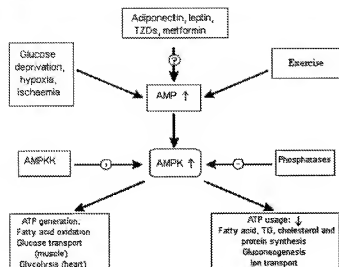 Adiponectin, leptin,
TZDs, metformin
Glucose
deprivation,
hypoxia,
ischaemia
?
Exercise
AMP ↑
AMPKK
+
AMPK ↑
−
Phosphatases
ATP generation,
Fatty acid oxidation
Glucose transport
(muscle)
Glycolysis (heart)
ATP usage: ↓
Fatty acid, TG, cholesterol and
protein synthesis
Gluconeogenesis
Ion transport